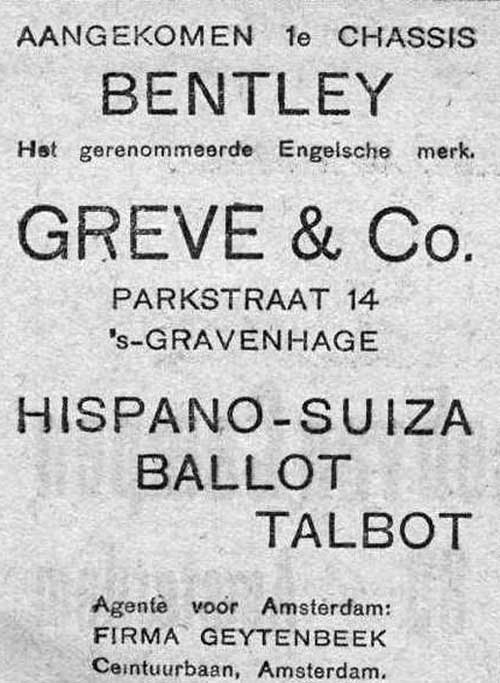 AANGEKOMEN 1e CHASSIS
BENTLEY
Het gerenommeerde Engelsche merk.
GREVE & Co.
PARKSTRAAT 14
's-GRAVENHAGE
HISPANO-SUIZA
BALLOT
TALBOT
Agente voor Amsterdam:
FIRMA GEYTENBEEK
Ceintuurbaan, Amsterdam.